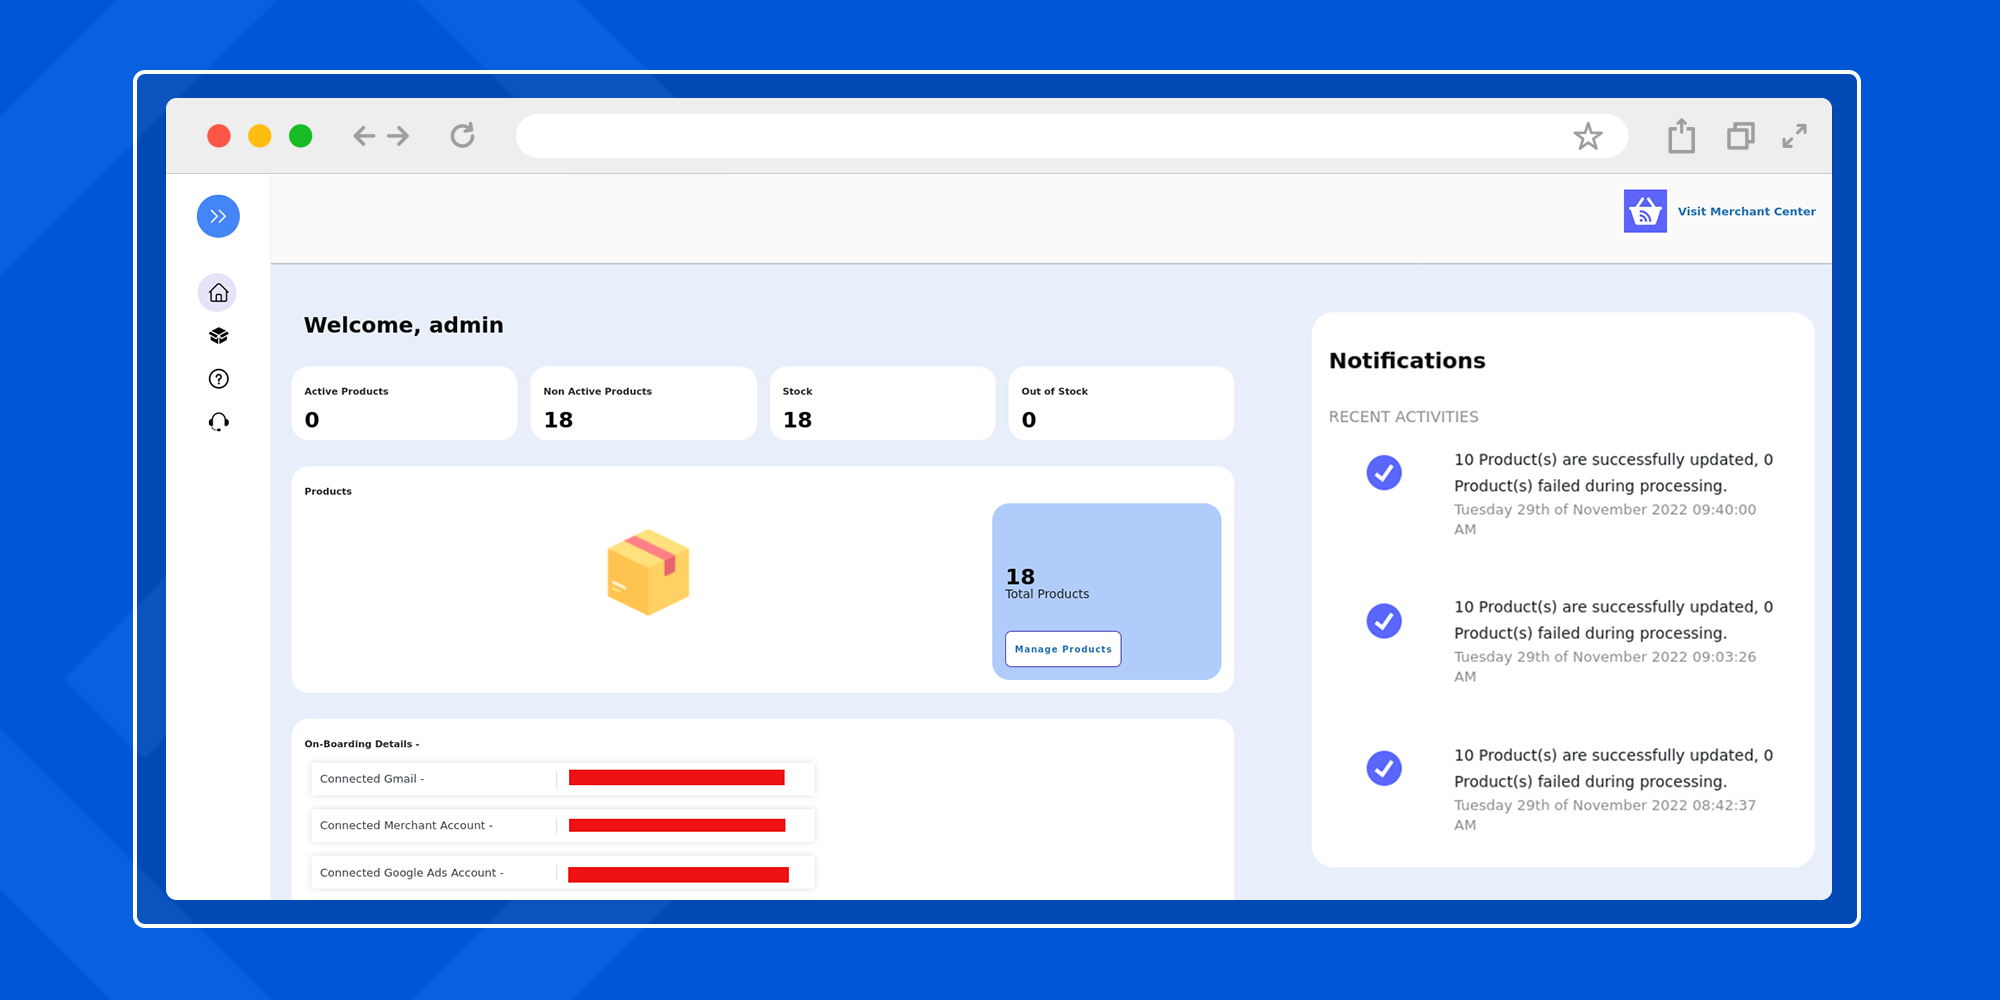 Visit Merchant Center
Welcome, admin
Active Products
0
Non Active Products
18
Stock
18
Out of Stock
0
Products
18
Total Products
Manage Products
On-Boarding Details -
Connected Gmail -
Connected Merchant Account -
Connected Google Ads Account -
Notifications
RECENT ACTIVITIES
10 Product(s) are successfully updated, 0
Product(s) failed during processing.
Tuesday 29th of November 2022 09:40:00
AM
10 Product(s) are successfully updated, 0
Product(s) failed during processing.
Tuesday 29th of November 2022 09:03:26
AM
10 Product(s) are successfully updated, 0
Product(s) failed during processing.
Tuesday 29th of November 2022 08:42:37
AM